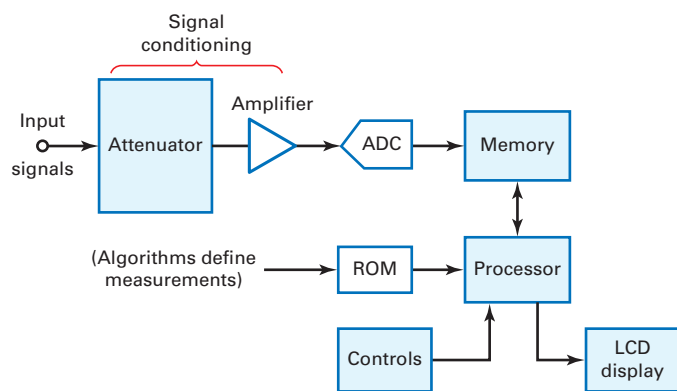 Signal
conditioning
Amplifier
Input
signals
Attenuator
ADC
Memory
(Algorithms define
measurements)
ROM
Processor
Controls
LCD
display